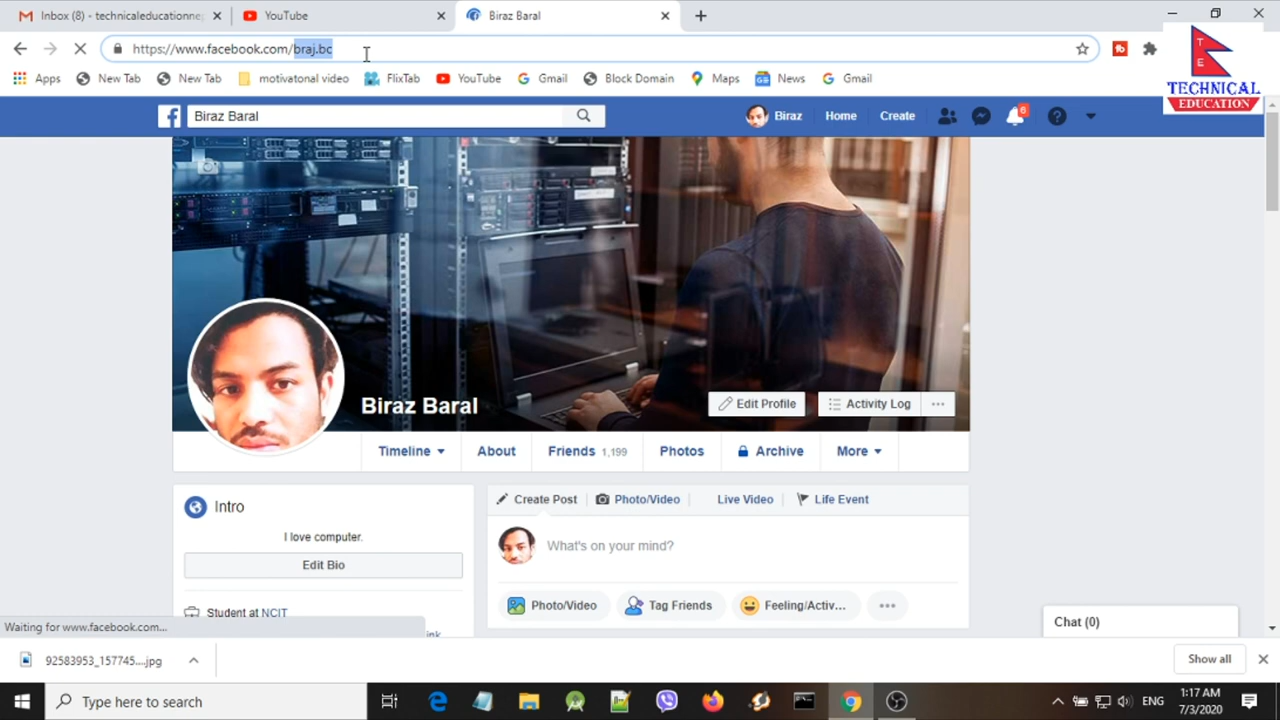 Inbox (8) - technicaleducationne
YouTube
Biraz Baral
https://www.facebook.com/braj.bc
Apps
New Tab
New Tab
motivatonal video
FlixTab
YouTube
Gmail
Block Domain
Maps
News
Gmail
T
E
TECHNICAL
EDUCATION
Biraz Baral
Biraz
Home
Create
6
Biraz Baral
Edit Profile
Activity Log
Timeline
About
Friends 1,199
Photos
Archive
More
Intro
I love computer.
Edit Bio
Student at NCIT
Create Post
Photo/Video
Live Video
Life Event
What's on your mind?
Photo/Video
Tag Friends
Feeling/Activ...
Chat (0)
Waiting for www.facebook.com...
92583953_157745....jpg
Show all
Type here to search
ENG
1:17 AM
7/3/2020